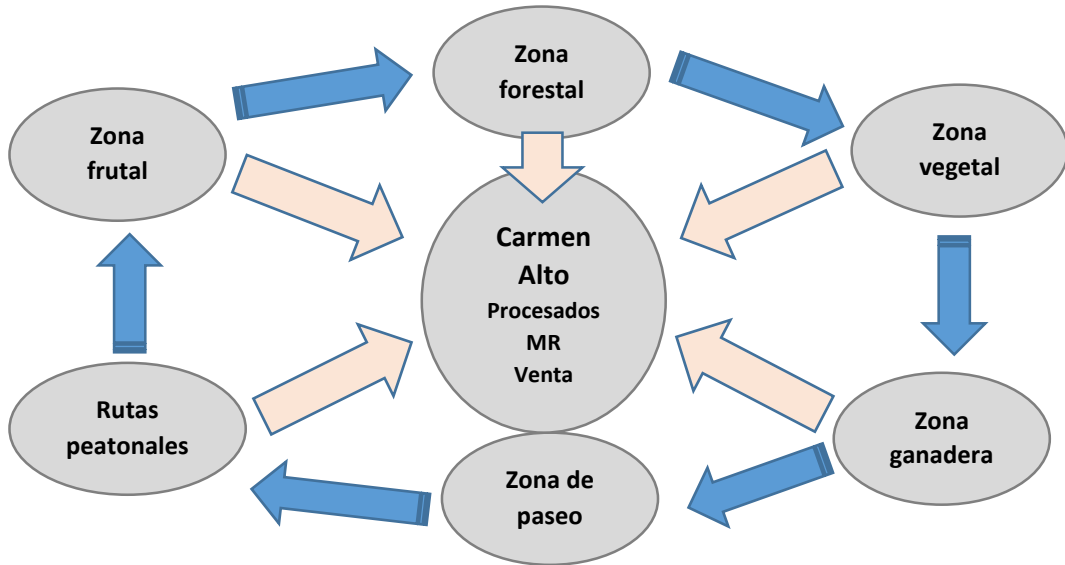 Zona
forestal
Zona
frutal
Zona
vegetal
Carmen
Alto
Procesados
MR
Venta
Rutas
peatonales
Zona
ganadera
Zona de
paseo